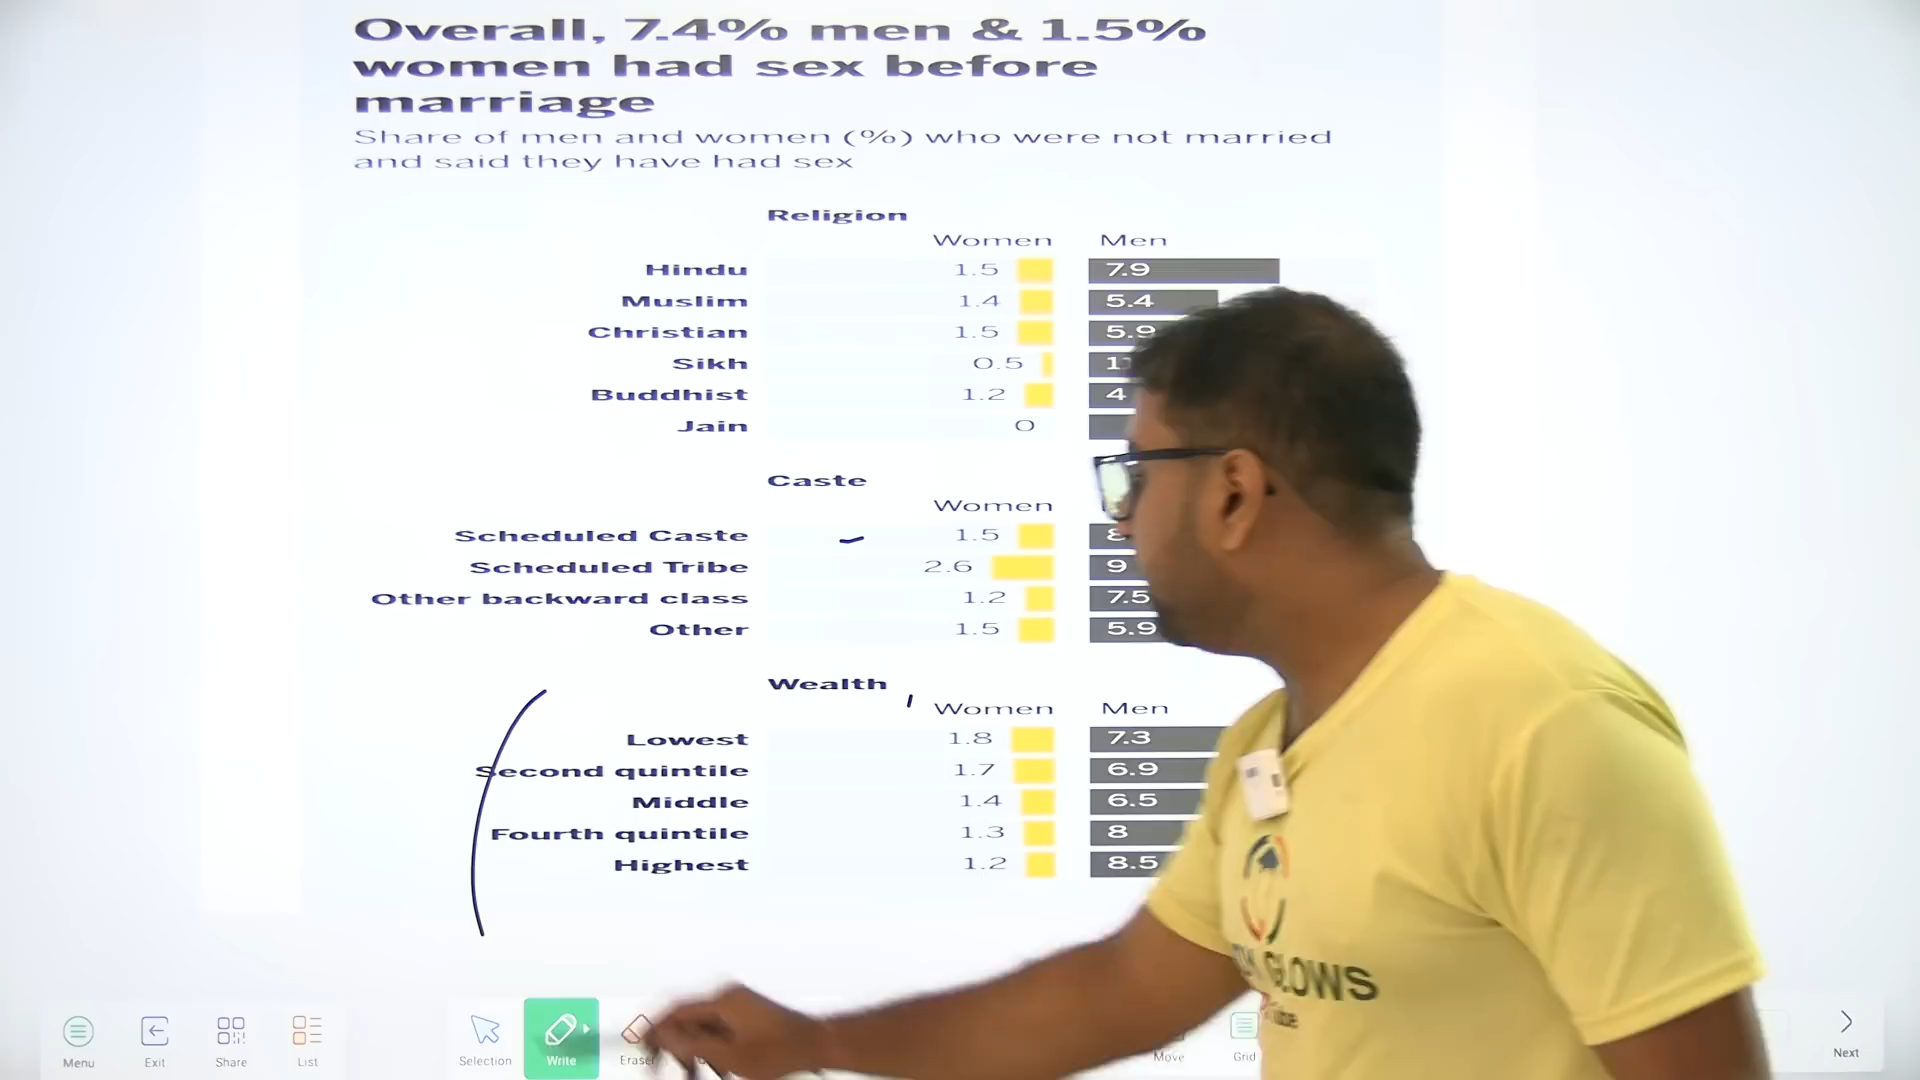 Overall, 7.4% men & 1.5%
women had sex before
marriage
Share of men and women (%) who were not married
and said they have had sex
Religion
Women Men
Hindu 1.5 7.9
Muslim 1.4 5.4
Christian 1.5 5.9
Sikh 0.5
Buddhist 1.2 4
Jain 0
Caste
Women
Scheduled Caste 1.5 8
Scheduled Tribe 2.6 9
Other backward class 1.2 7.5
Other 1.5 5.9
Wealth
Women Men
Lowest 1.8 7.3
Second quintile 1.7 6.9
Middle 1.4 6.5
Fourth quintile 1.3 8
Highest 1.2 8.5
GLOWS
Menu Exit Share List Selection Write Eraser Move Grid Next